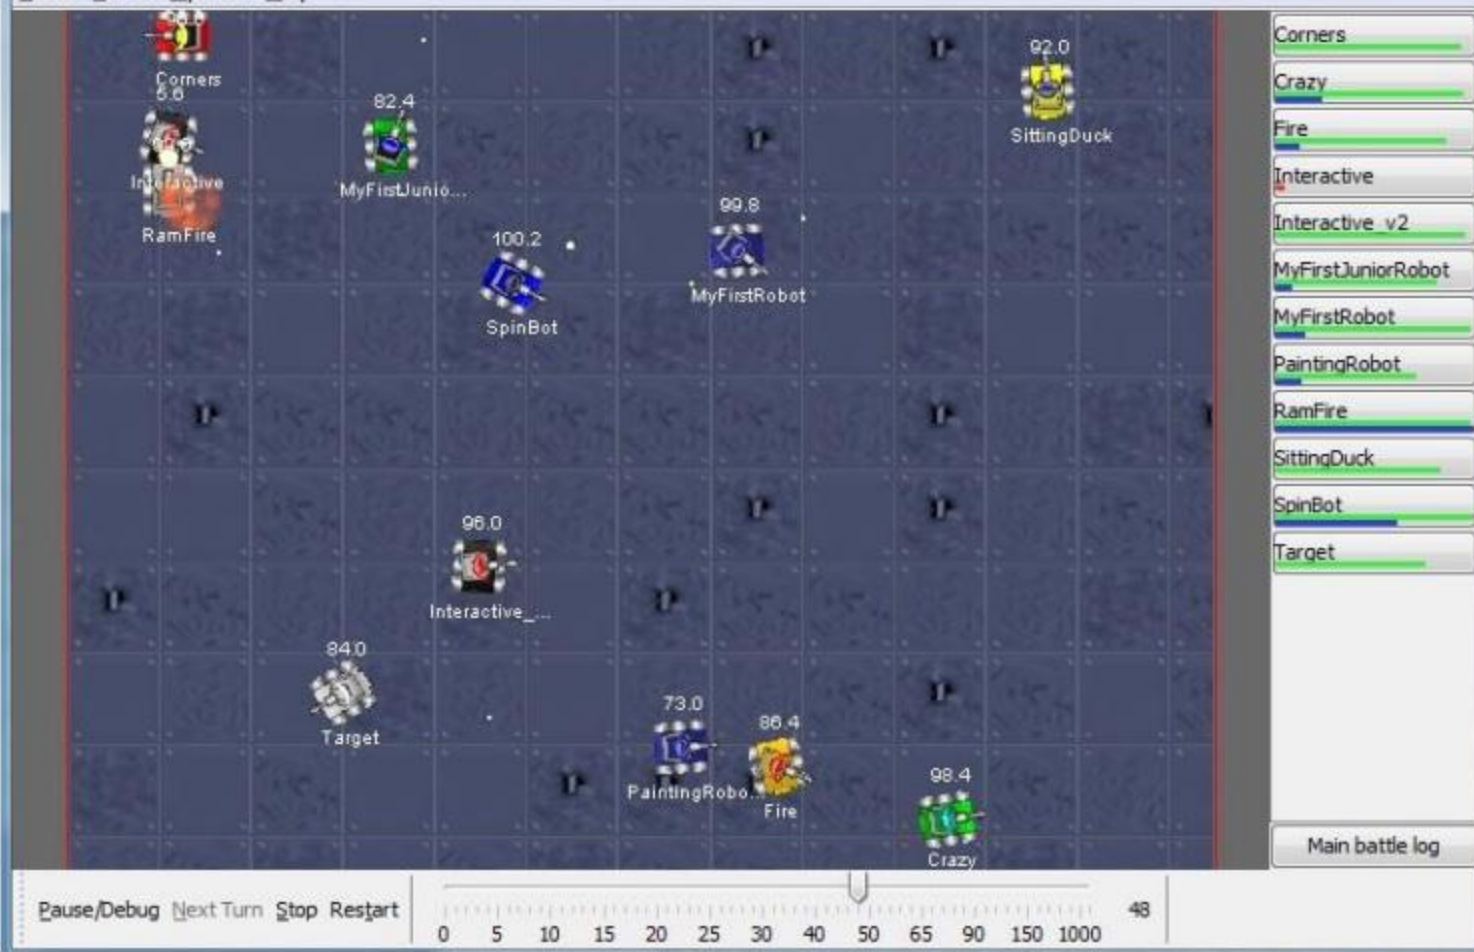 Corners
5.6
Interactive
RamFire
82.4
MyFirstJunio...
92.0
SittingDuck
100.2
SpinBot
99.8
MyFirstRobot
96.0
Interactive_...
84.0
Target
73.0
PaintingRobo...
86.4
Fire
98.4
Crazy
Corners
Crazy
Fire
Interactive
Interactive_v2
MyFirstJuniorRobot
MyFirstRobot
PaintingRobot
RamFire
SittingDuck
SpinBot
Target
Main battle log
Pause/Debug Next Turn Stop Restart
48
0 5 10 15 20 25 30 40 50 65 90 150 1000